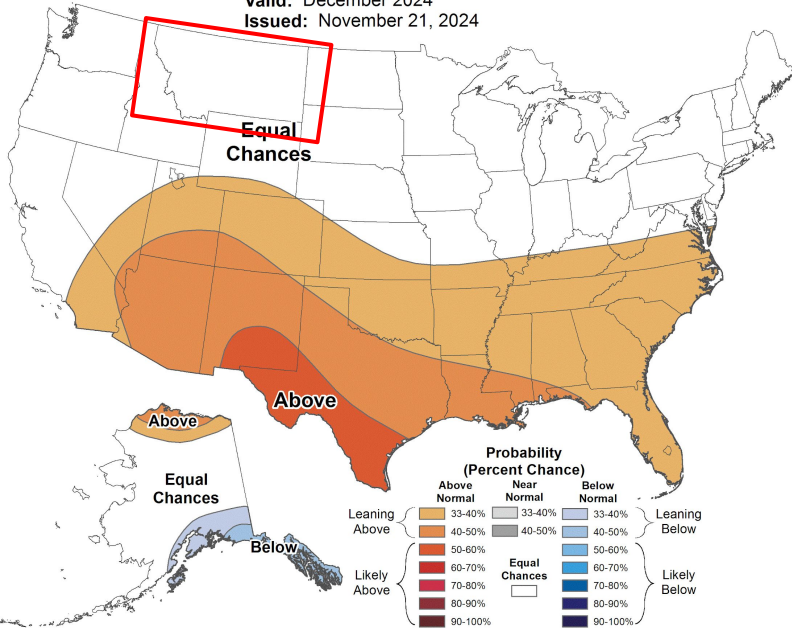 Valid: December 2024
Issued: November 21, 2024
Equal
Chances
Above
Above
Equal
Chances
Below
Probability
(Percent Chance)
Above
Normal
Near
Normal
Below
Normal
Leaning
Above
33-40%
33-40%
33-40%
Leaning
Below
40-50%
40-50%
40-50%
Likely
Above
50-60%
Equal
Chances
50-60%
Likely
Below
60-70%
60-70%
70-80%
70-80%
80-90%
80-90%
90-100%
90-100%